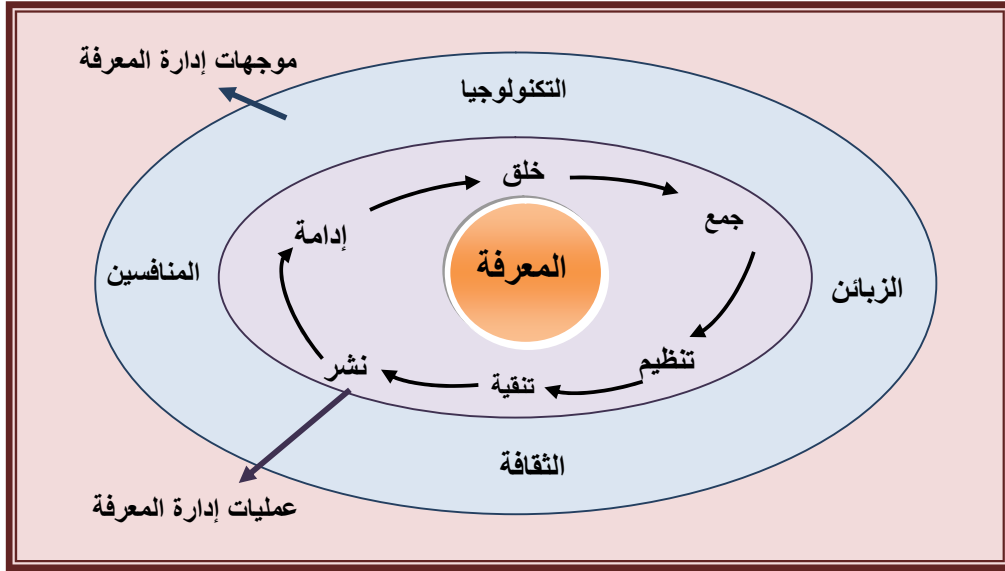 موجهات إدارة المعرفة
التكنولوجيا
خلق
جمع
إدامة
المعرفة
الزبائن
المنافسين
تنظيم
تنقية
نشر
الثقافة
عمليات إدارة المعرفة